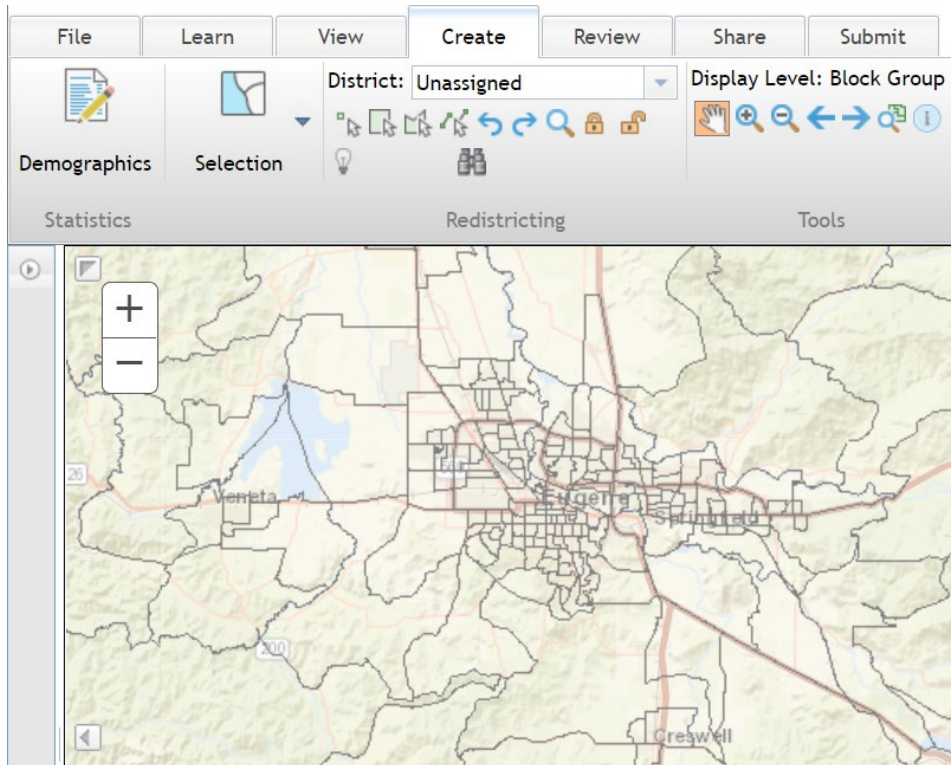 File Learn View Create Review Share Submit
District: Unassigned
Display Level: Block Group
Demographics
Selection
Statistics
Redistricting
Tools
+
−
26
569
Veneta
Eugene
Springfield
200
Creswell